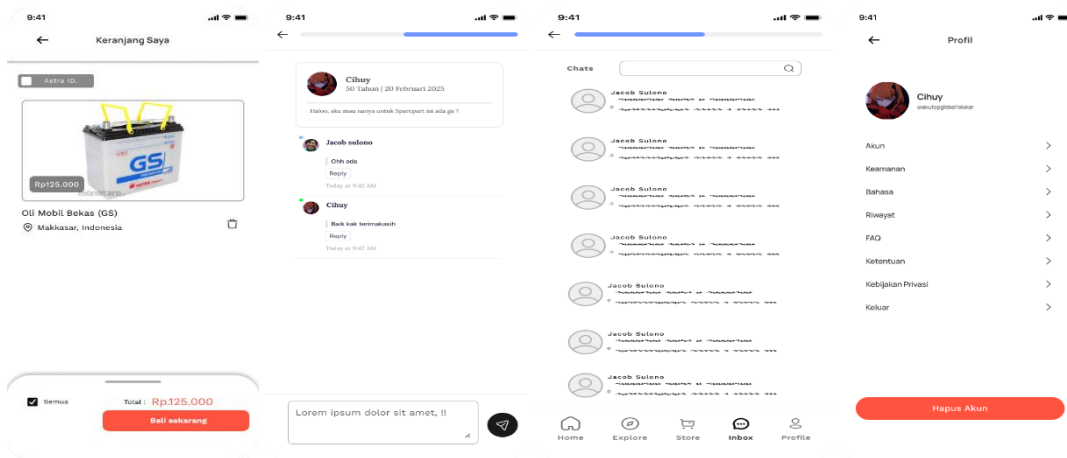 9:41
Keranjang Saya
Astra ID.
GS
Rp125.000
monotaro
Oli Mobil Bekas (GS)
Makkasar, Indonesia
Semua
Total : Rp.125.000
Beli sekarang
9:41
Cihuy
50 Tahun | 20 Februari 2025
Haloo, aku mau nanya untuk Sparepart ini ada ga ?
Jacob sulono
Ohh ada
Reply
Today at 9:42 AM
Cihuy
Baik kak terimakasih
Reply
Today at 9:42 AM
Lorem ipsum dolor sit amet, !!
9:41
Chats
Jacob Sulono
Jacob Sulono
Jacob Sulono
Jacob Sulono
Jacob Sulono
Jacob Sulono
Jacob Sulono
Home
Explore
Store
Inbox
Profile
9:41
Profil
Cihuy
Akun
Keamanan
Bahasa
Riwayat
FAQ
Ketentuan
Kebijakan Privasi
Keluar
Hapus Akun